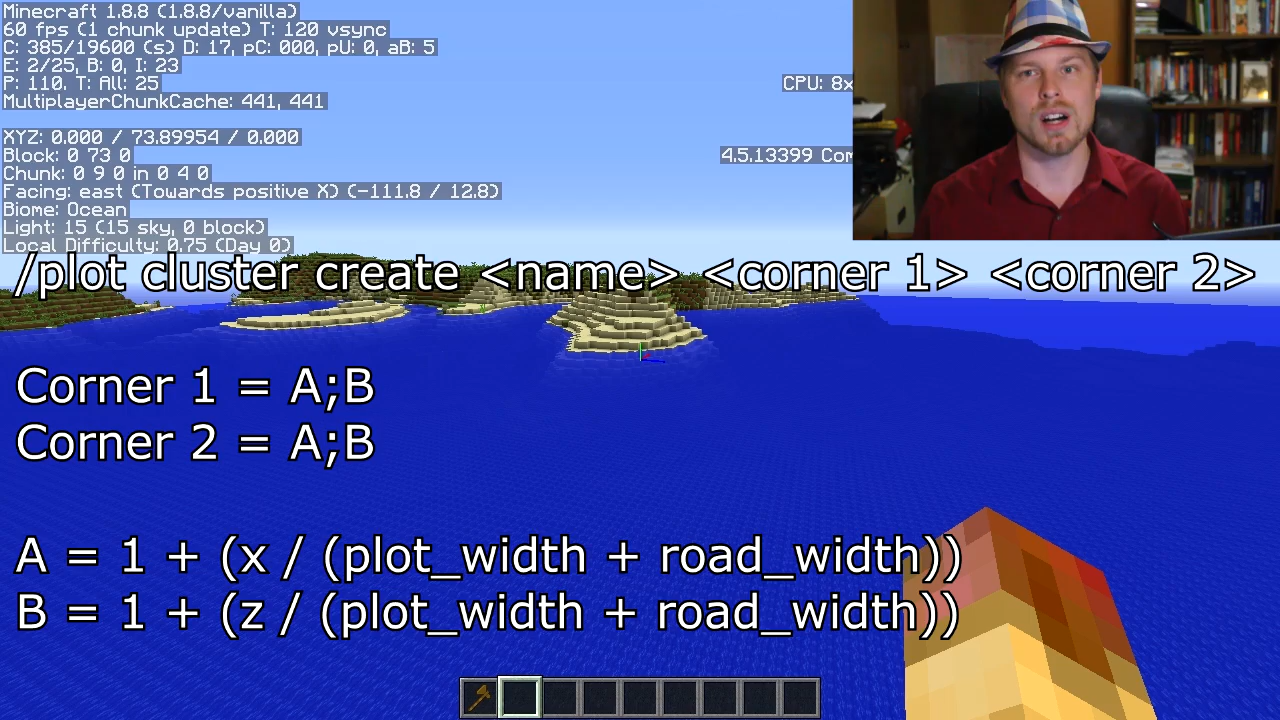 Minecraft 1.8.8 (1.8.8/vanilla)
60 fps (1 chunk update) T: 120 vsync
C: 385/19600 (s) D: 17, pC: 000, pU: 0, aB: 5
E: 2/25, B: 0, I: 23
P: 110. T: All: 25
CPU: 8x
MultiplayerChunkCache: 441, 441
XYZ: 0.000 / 73.89954 / 0.000
Block: 0 73 0
4.5.13399 Com
Chunk: 0 9 0 in 0 4 0
Facing: east (Towards positive X) (-111.8 / 12.8)
Biome: Ocean
Light: 15 (15 sky, 0 block)
Local Difficulty: 0.75 (Day 0)
/plot cluster create <name> <corner 1> <corner 2>
Corner 1 = A;B
Corner 2 = A;B
A = 1 + (x / (plot_width + road_width))
B = 1 + (z / (plot_width + road_width))